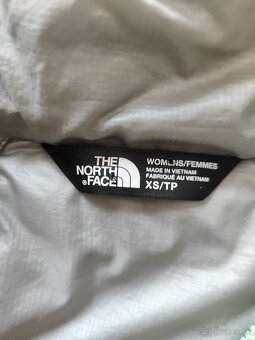 THE
NORTH
FACE
WOMENS/FEMMES
MADE IN VIETNAM
FABRIQUÉ AU VIETNAM
XS/TP